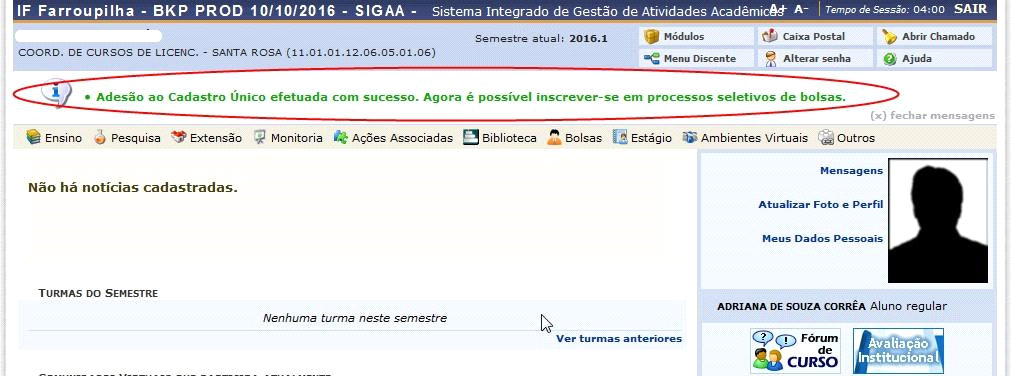 IF Farroupilha - BKP PROD 10/10/2016 - SIGAA - Sistema Integrado de Gestão de Atividades Acadêmicas A+ A- Tempo de Sessão: 04:00 SAIR
Semestre atual: 2016.1
Módulos Caixa Postal Abrir Chamado
COORD. DE CURSOS DE LICENC. - SANTA ROSA (11.01.01.12.06.05.01.06)
Menu Discente Alterar senha Ajuda
• Adesão ao Cadastro Único efetuada com sucesso. Agora é possível inscrever-se em processos seletivos de bolsas.
(x) fechar mensagens
Ensino Pesquisa Extensão Monitoria Ações Associadas Biblioteca Bolsas Estágio Ambientes Virtuais Outros
Não há notícias cadastradas.
Mensagens
Atualizar Foto e Perfil
Meus Dados Pessoais
TURMAS DO SEMESTRE
Nenhuma turma neste semestre
Ver turmas anteriores
ADRIANA DE SOUZA CORRÊA Aluno regular
Fórum de CURSO
Avaliação Institucional